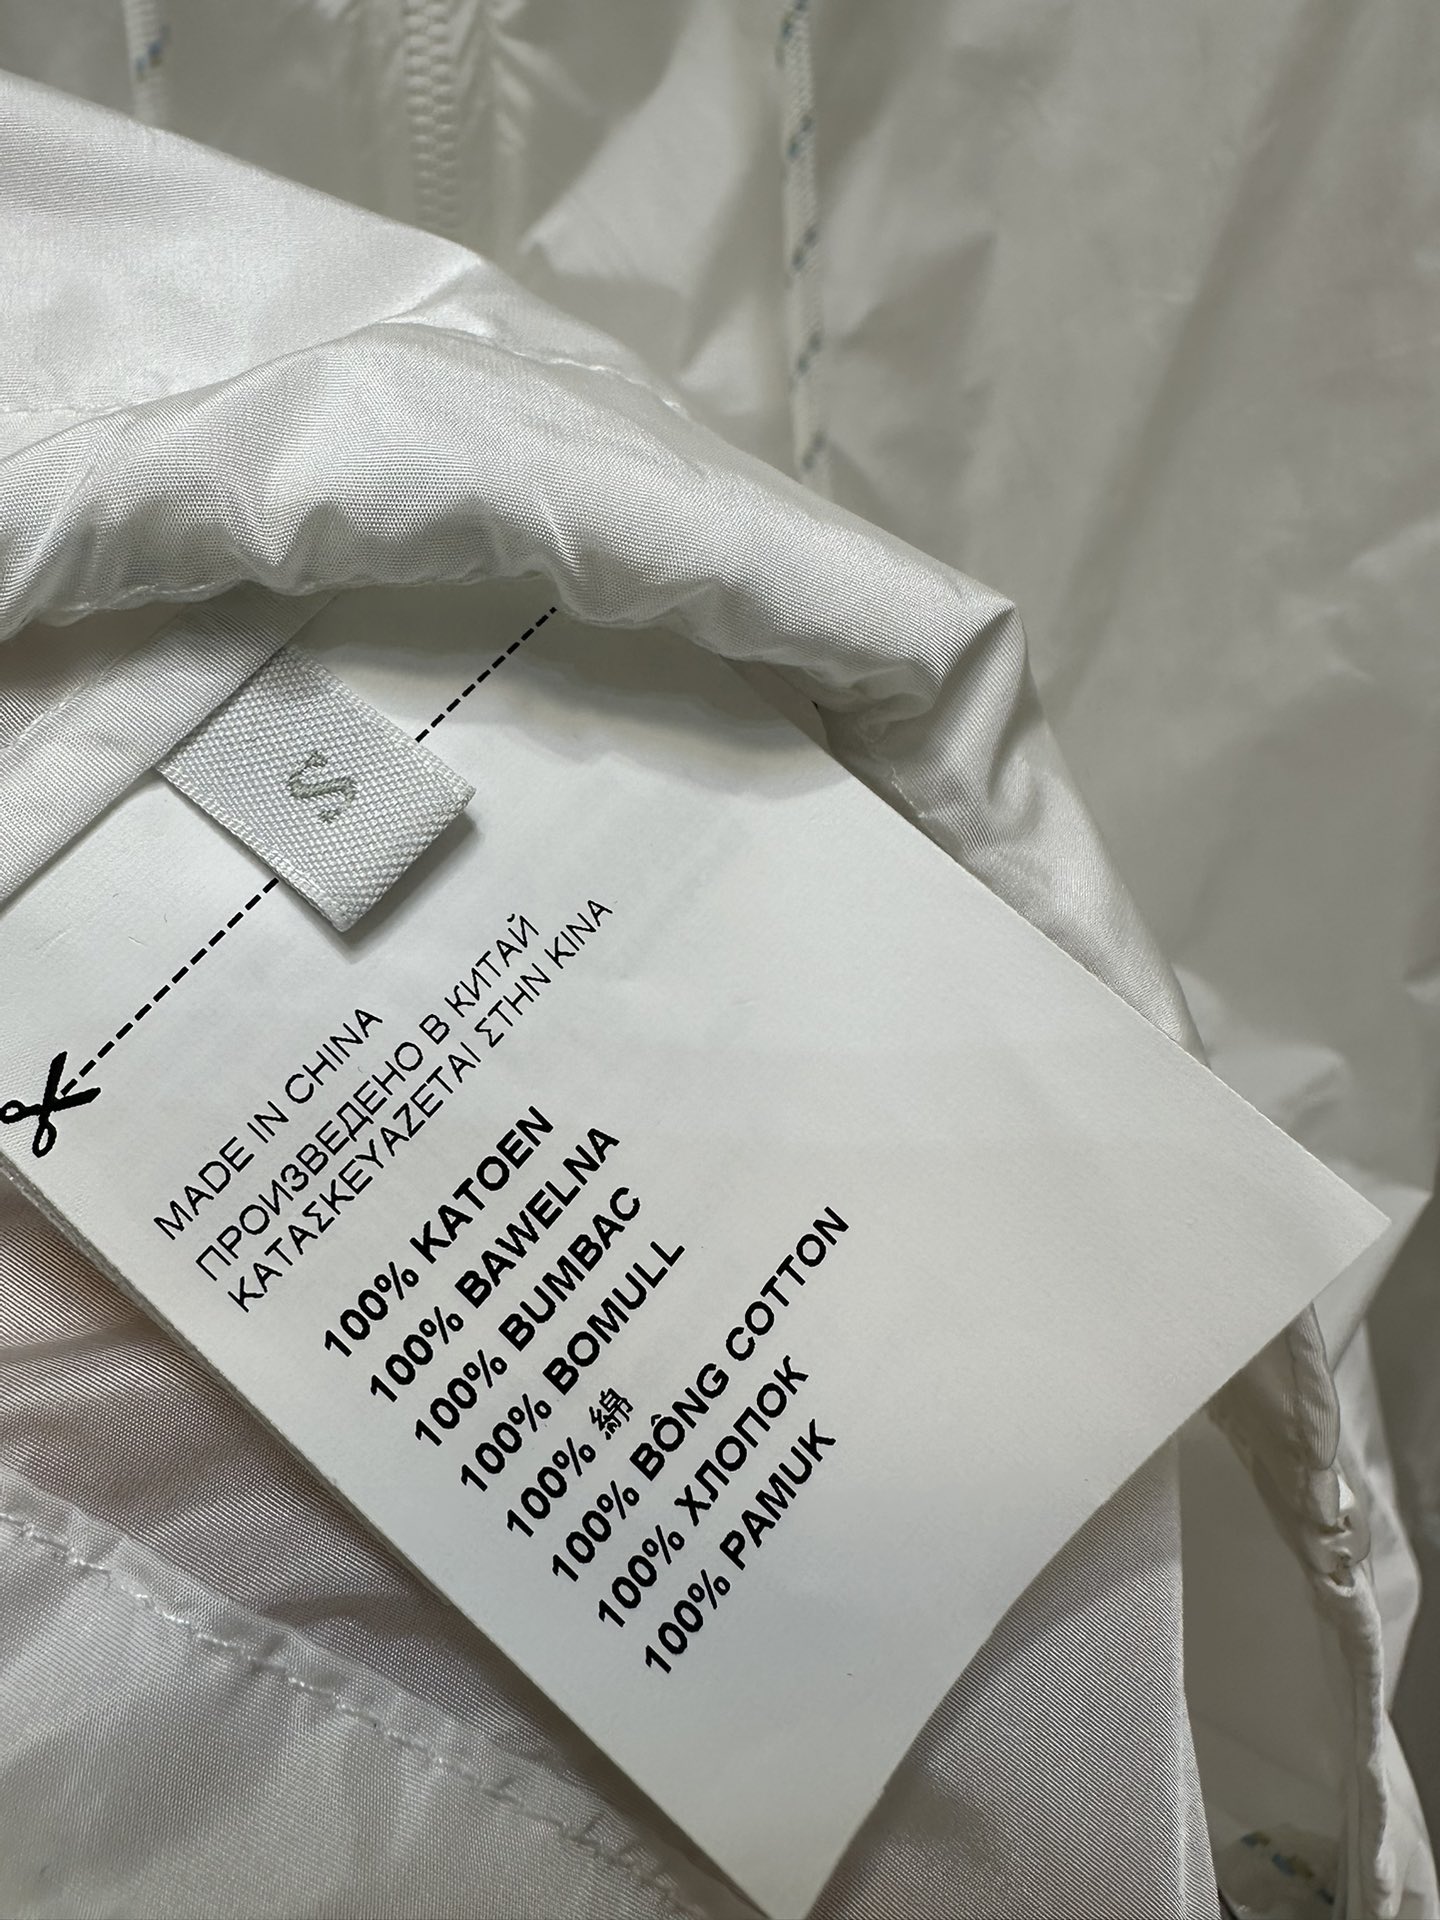 S
MADE IN CHINA
ПРОИЗВЕДЕНО В КИТАЙ
ΚΑΤΑΣΚΕΥΑΖΕΤΑΙ ΣΤΗΝ ΚΙΝΑ
100% KATOEN
100% BAWELNA
100% BUMBAC
100% BOMULL
100% 綿
100% BÔNG COTTON
100% ХЛОПОК
100% PAMUK